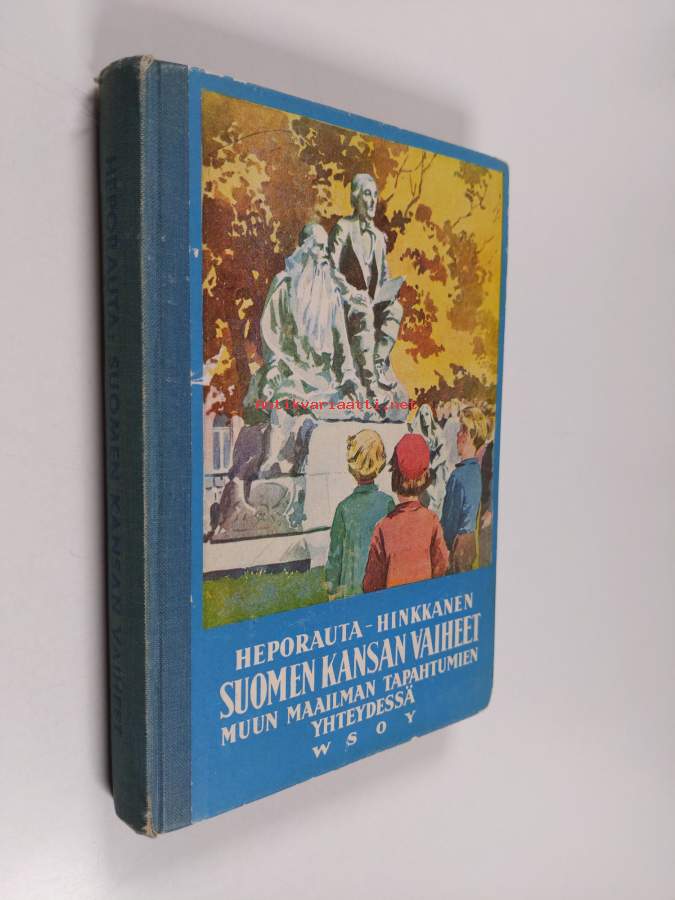 HEPORAUTA - HINKKANEN
SUOMEN KANSAN VAIHEET
MUUN MAAILMAN TAPAHTUMIEN
YHTEYDESSÄ
WSOY
HEPORAUTA: SUOMEN KANSAN VAIHEET
antikvariaatti.net